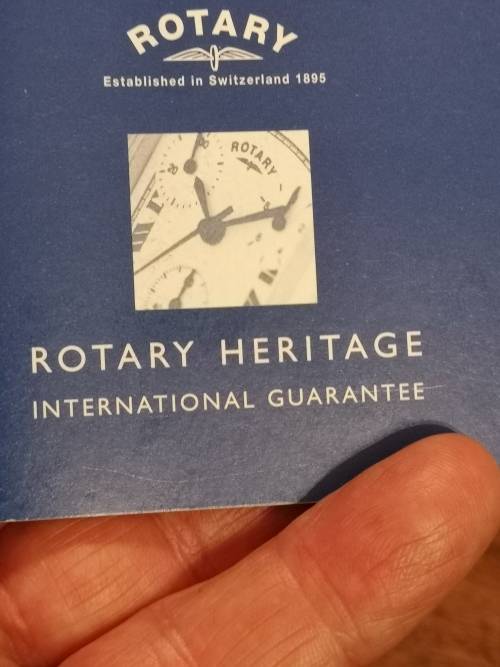 ROTARY
Established in Switzerland 1895
ROTARY
ROTARY HERITAGE
INTERNATIONAL GUARANTEE